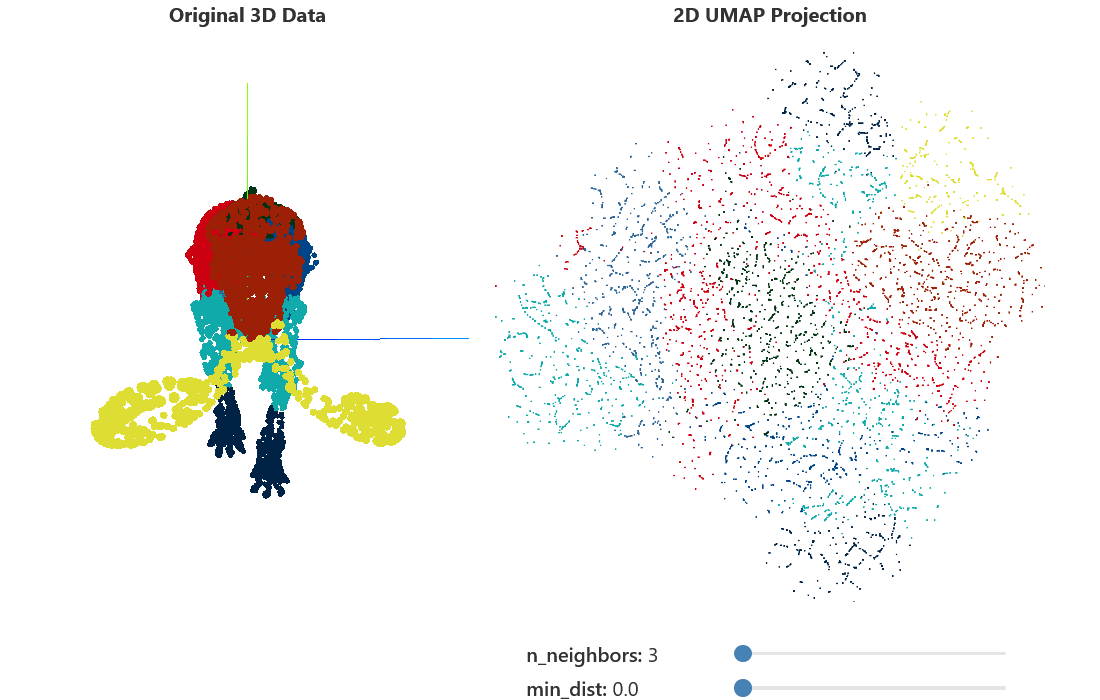 Original 3D Data
2D UMAP Projection
n_neighbors: 3
min_dist: 0.0